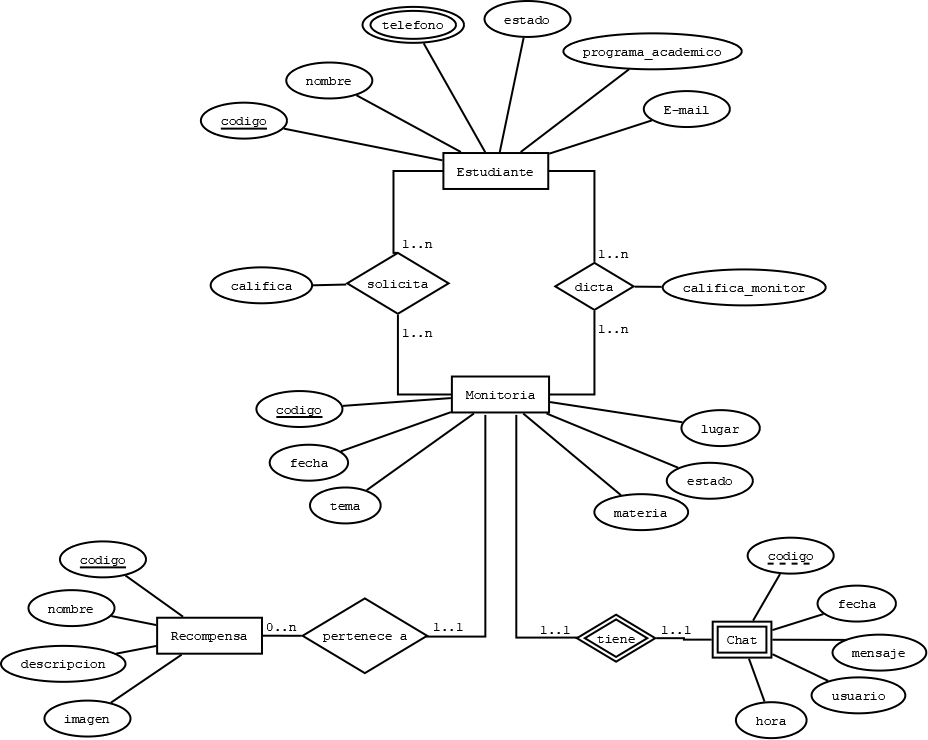 estado
telefono
programa_academico
nombre
E-mail
codigo
Estudiante
1..n
1..n
califica
solicita
dicta
califica_monitor
1..n
1..n
Monitoria
codigo
lugar
fecha
estado
tema
materia
codigo
codigo
nombre
fecha
0..n
1..1
1..1
1..1
Recompensa
pertenece a
tiene
Chat
mensaje
descripcion
usuario
imagen
hora